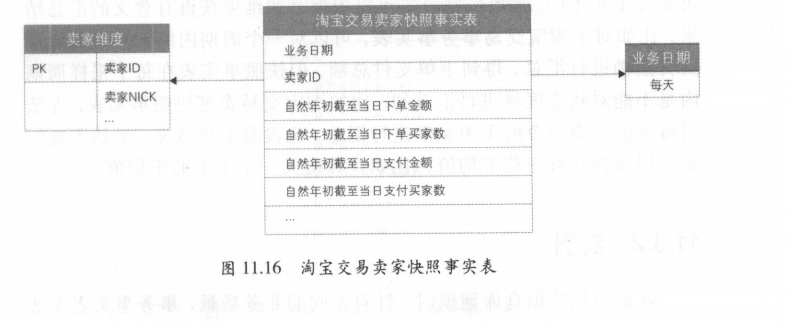 淘宝交易卖家快照事实表
卖家维度
PK 卖家ID
卖家NICK
业务日期
卖家ID
自然年初截至当日下单金额
自然年初截至当日下单买家数
自然年初截至当日支付金额
自然年初截至当日支付买家数
...
业务日期
每天
图 11.16 淘宝交易卖家快照事实表